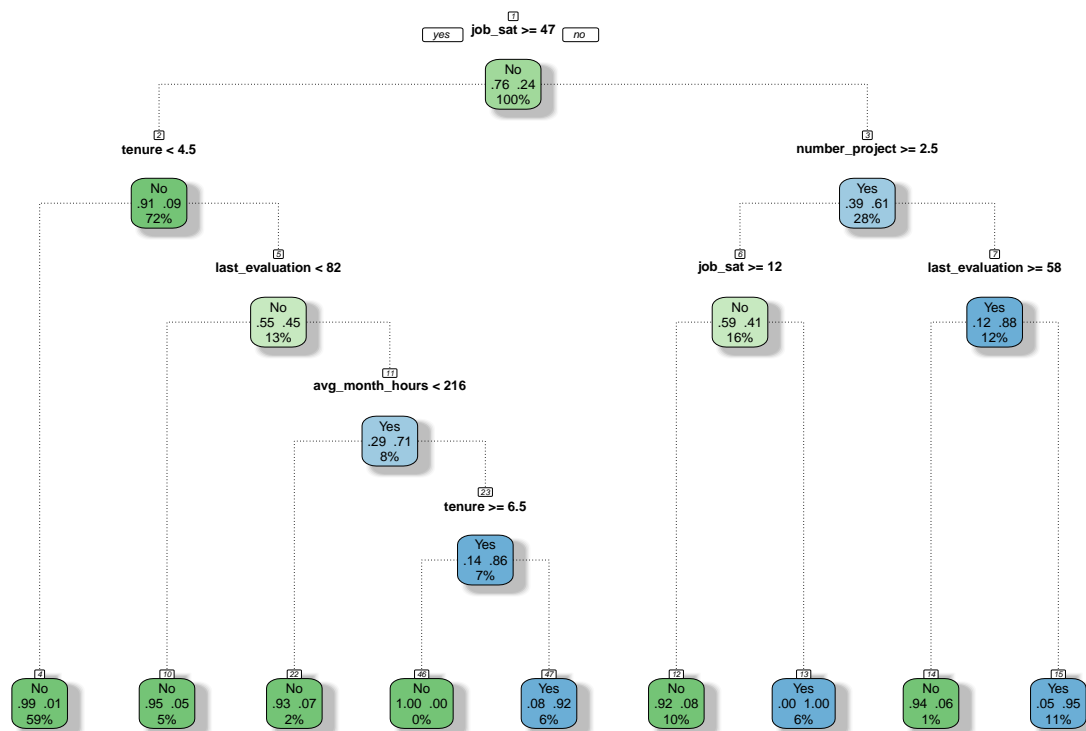 1
yes job_sat >= 47 no
No
.76 .24
100%
2
tenure < 4.5
3
number_project >= 2.5
No
.91 .09
72%
Yes
.39 .61
28%
5
last_evaluation < 82
6
job_sat >= 12
7
last_evaluation >= 58
No
.55 .45
13%
No
.59 .41
16%
Yes
.12 .88
12%
11
avg_month_hours < 216
Yes
.29 .71
8%
23
tenure >= 6.5
Yes
.14 .86
7%
4
No
.99 .01
59%
10
No
.95 .05
5%
22
No
.93 .07
2%
46
No
1.00 .00
0%
47
Yes
.08 .92
6%
12
No
.92 .08
10%
13
Yes
.00 1.00
6%
14
No
.94 .06
1%
15
Yes
.05 .95
11%